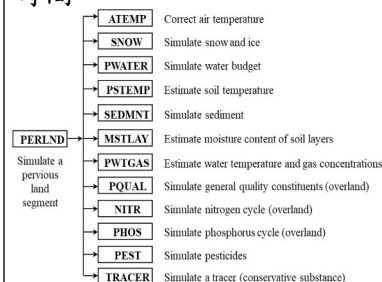 ATEMP Correct air temperature
SNOW Simulate snow and ice
PWATER Simulate water budget
PSTEMP Estimate soil temperature
SEDMNT Simulate sediment
PERLND MSTLAY Estimate moisture content of soil layers
Simulate a
pervious
land
segment
PWTGAS Estimate water temperature and gas concentrations
PQUAL Simulate general quality constituents (overland)
NITR Simulate nitrogen cycle (overland)
PHOS Simulate phosphorus cycle (overland)
PEST Simulate pesticides
TRACER Simulate a tracer (conservative substance)